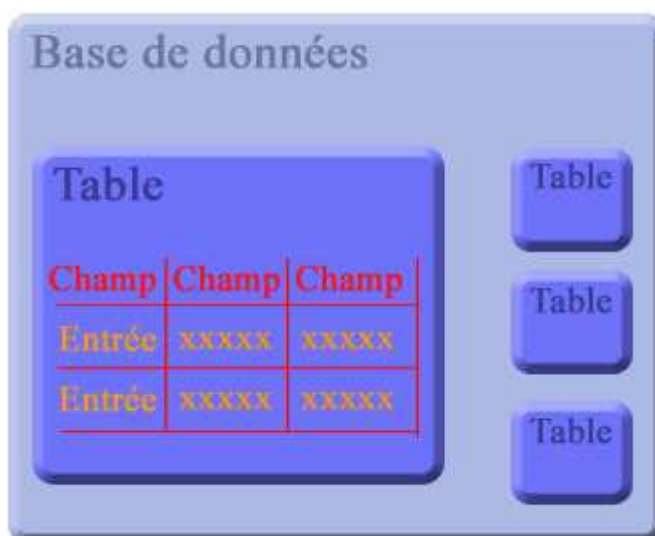 Base de données
Table
Champ Champ Champ
Entrée xxxxx xxxxx
Entrée xxxxx xxxxx
Table
Table
Table